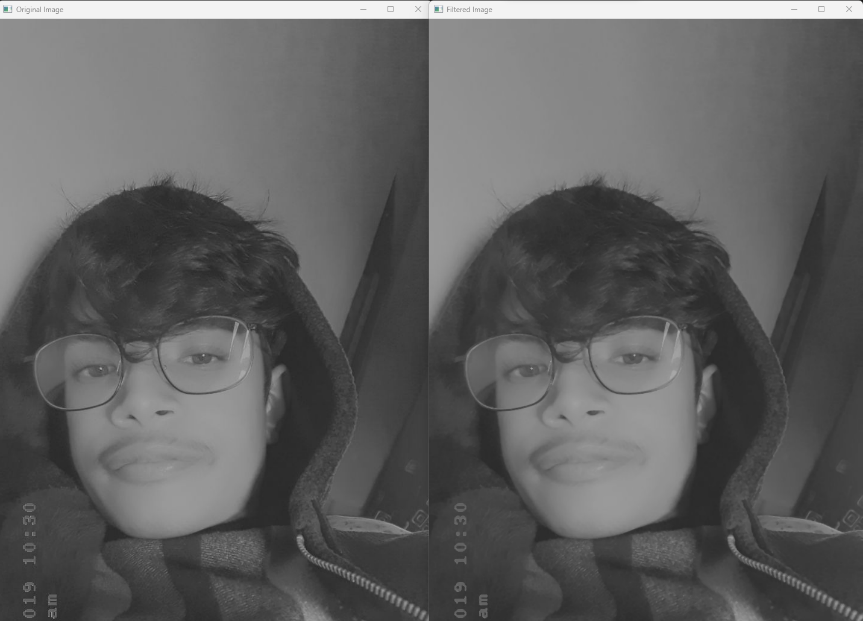 Original Image
Filtered Image
019 10:30
am
019 10:30
am